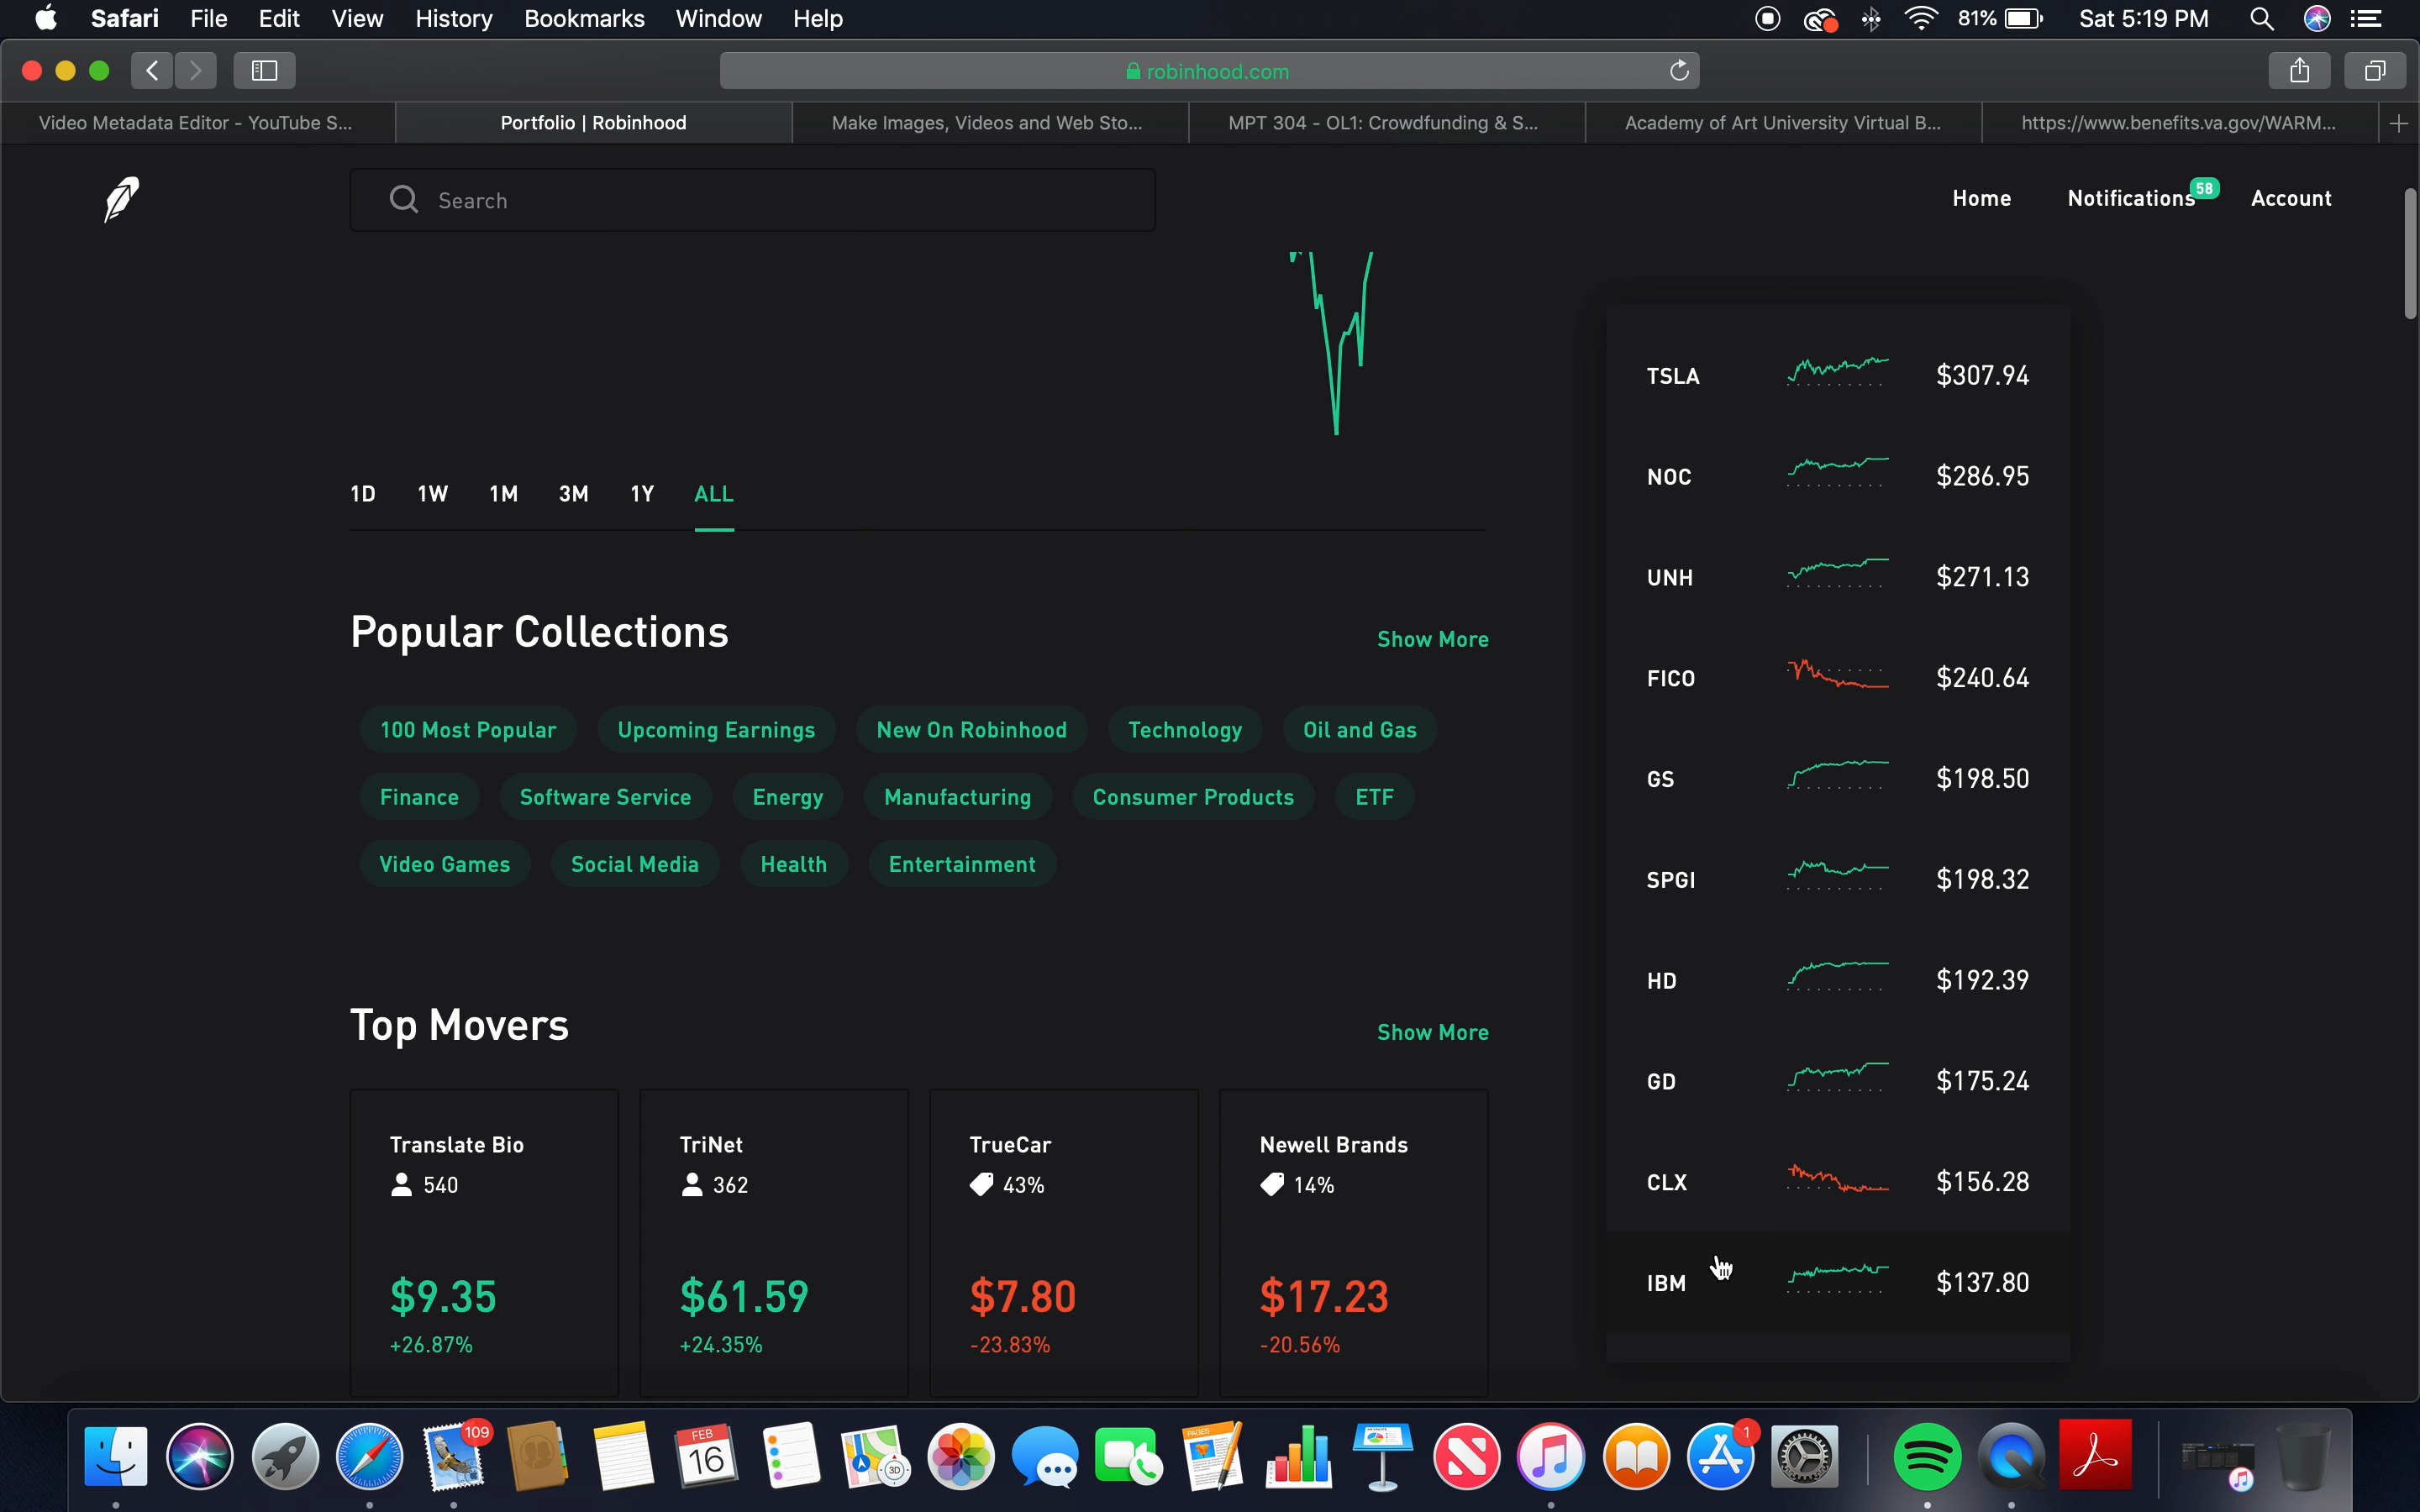 Safari File Edit View History Bookmarks Window Help 81% Sat 5:19 PM
robinhood.com
Video Metadata Editor - YouTube S... Portfolio | Robinhood Make Images, Videos and Web Sto... MPT 304 - OL1: Crowdfunding & S... Academy of Art University Virtual B... https://www.benefits.va.gov/WARM...
Search Home Notifications 58 Account
1D 1W 1M 3M 1Y ALL
Popular Collections Show More
100 Most Popular Upcoming Earnings New On Robinhood Technology Oil and Gas
Finance Software Service Energy Manufacturing Consumer Products ETF
Video Games Social Media Health Entertainment
Top Movers Show More
Translate Bio TriNet TrueCar Newell Brands
540 362 43% 14%
$9.35 $61.59 $7.80 $17.23
+26.87% +24.35% -23.83% -20.56%
TSLA $307.94
NOC $286.95
UNH $271.13
FICO $240.64
GS $198.50
SPGI $198.32
HD $192.39
GD $175.24
CLX $156.28
IBM $137.80
109 FEB 3D PAGES 1
16